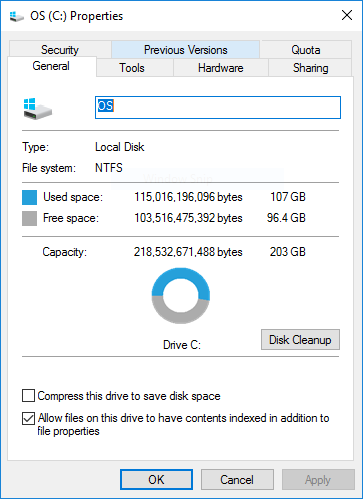 OS (C:) Properties
Security Previous Versions Quota
General Tools Hardware Sharing
OS
Type: Local Disk
File system: NTFS
Used space: 115,016,196,096 bytes 107 GB
Free space: 103,516,475,392 bytes 96.4 GB
Capacity: 218,532,671,488 bytes 203 GB
Drive C: Disk Cleanup
Compress this drive to save disk space
Allow files on this drive to have contents indexed in addition to
file properties
OK Cancel Apply